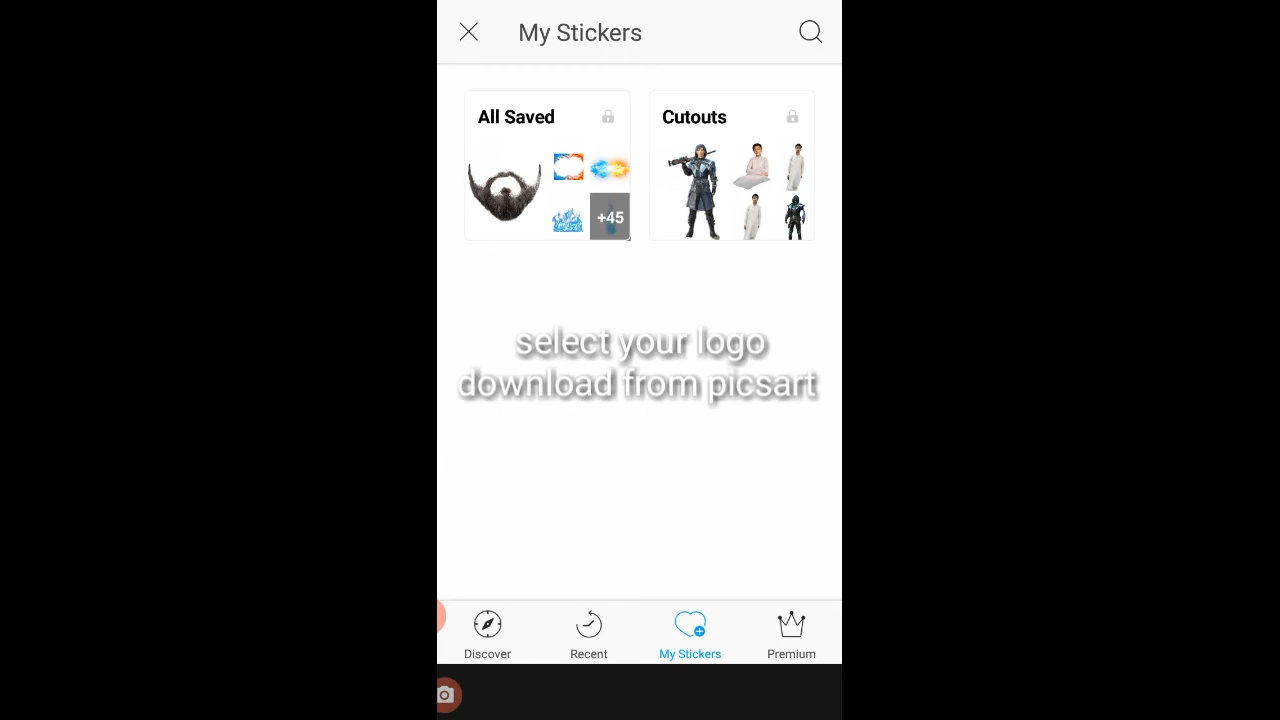 My Stickers
All Saved
Cutouts
+45
select your logo
download from picsart
Discover
Recent
My Stickers
Premium